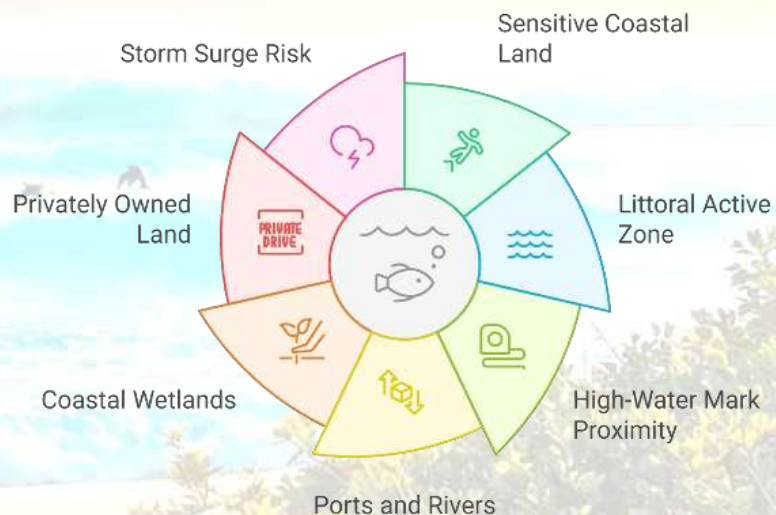 Storm Surge Risk
Sensitive Coastal
Land
Privately Owned
Land
PRIVATE
DRIVE
Littoral Active
Zone
Coastal Wetlands
High-Water Mark
Proximity
Ports and Rivers